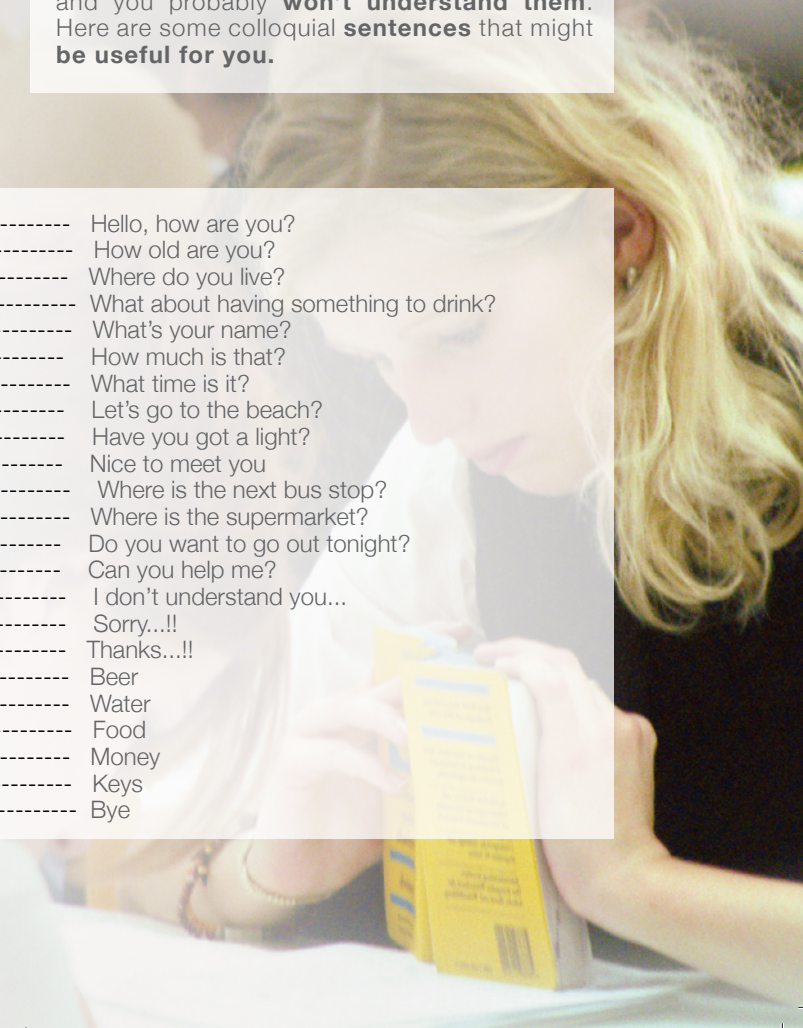 and you probably won't understand them.
Here are some colloquial sentences that might
be useful for you.
--------- Hello, how are you?
---------- How old are you?
--------- Where do you live?
---------- What about having something to drink?
---------- What's your name?
-------- How much is that?
--------- What time is it?
-------- Let's go to the beach?
-------- Have you got a light?
-------- Nice to meet you
--------- Where is the next bus stop?
--------- Where is the supermarket?
------- Do you want to go out tonight?
------- Can you help me?
-------- I don't understand you...
-------- Sorry...!!
-------- Thanks...!!
--------- Beer
--------- Water
--------- Food
--------- Money
--------- Keys
---------- Bye